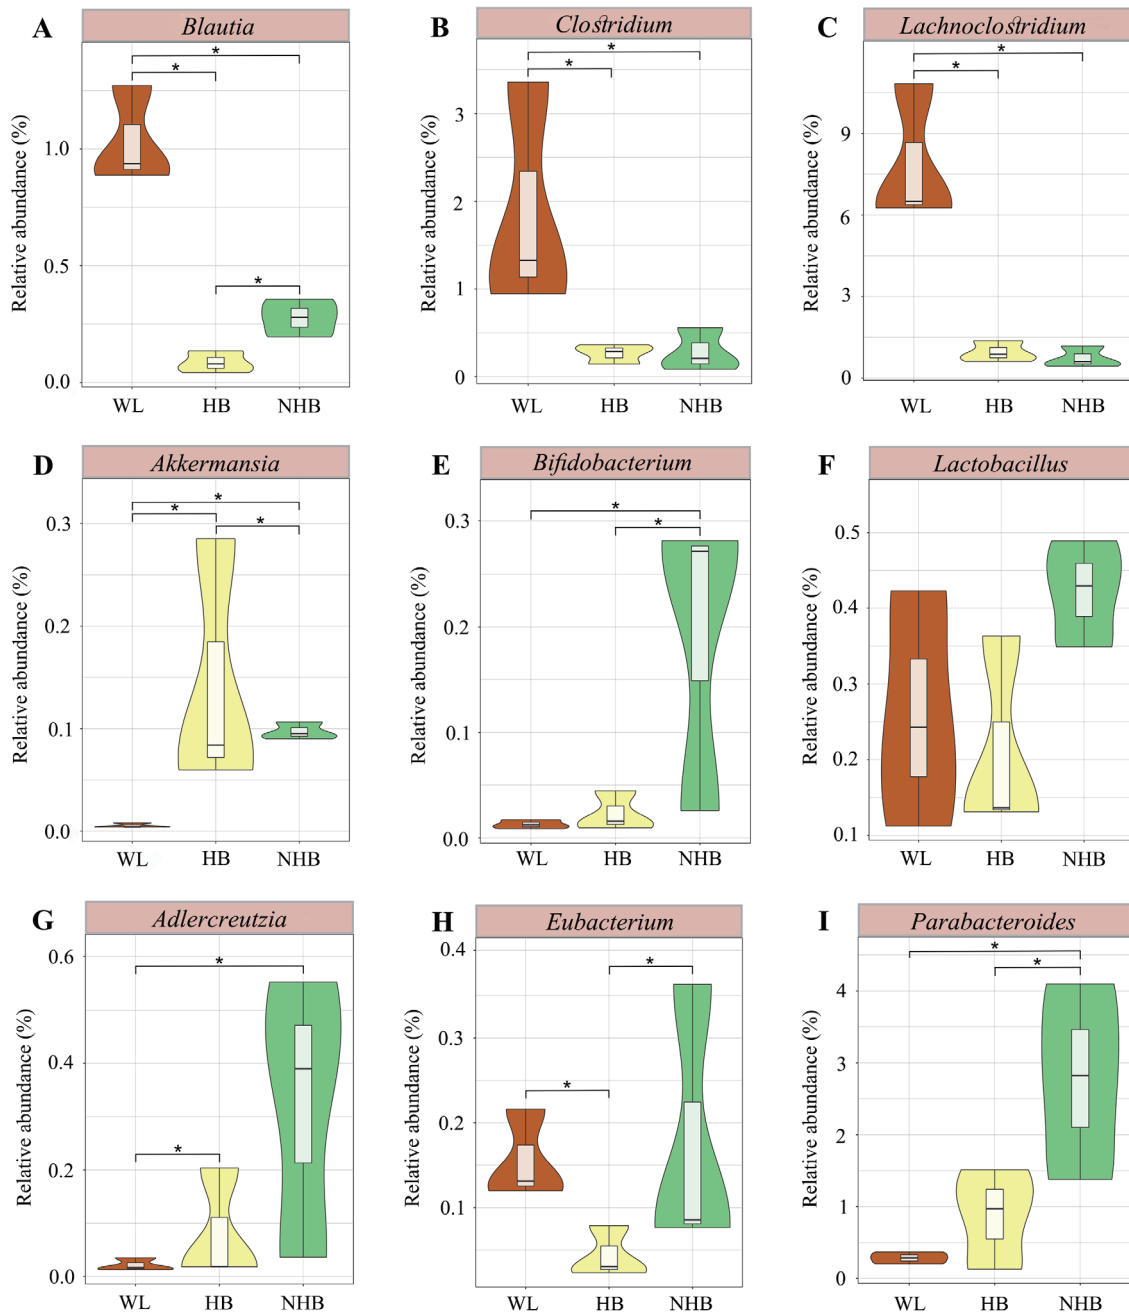 A
Blautia
Relative abundance (%)
1.0
0.5
0.0
*
*
*
WL HB NHB
B
Clostridium
Relative abundance (%)
3
2
1
0
*
*
WL HB NHB
C
Lachnoclostridium
Relative abundance (%)
9
6
3
0
*
*
WL HB NHB
D
Akkermansia
Relative abundance (%)
0.3
0.2
0.1
0.0
*
*
*
WL HB NHB
E
Bifidobacterium
Relative abundance (%)
0.3
0.2
0.1
0.0
*
*
WL HB NHB
F
Lactobacillus
Relative abundance (%)
0.5
0.4
0.3
0.2
0.1
WL HB NHB
G
Adlercreutzia
Relative abundance (%)
0.6
0.4
0.2
0.0
*
*
WL HB NHB
H
Eubacterium
Relative abundance (%)
0.4
0.3
0.2
0.1
*
*
WL HB NHB
I
Parabacteroides
Relative abundance (%)
4
3
2
1
0
*
*
WL HB NHB